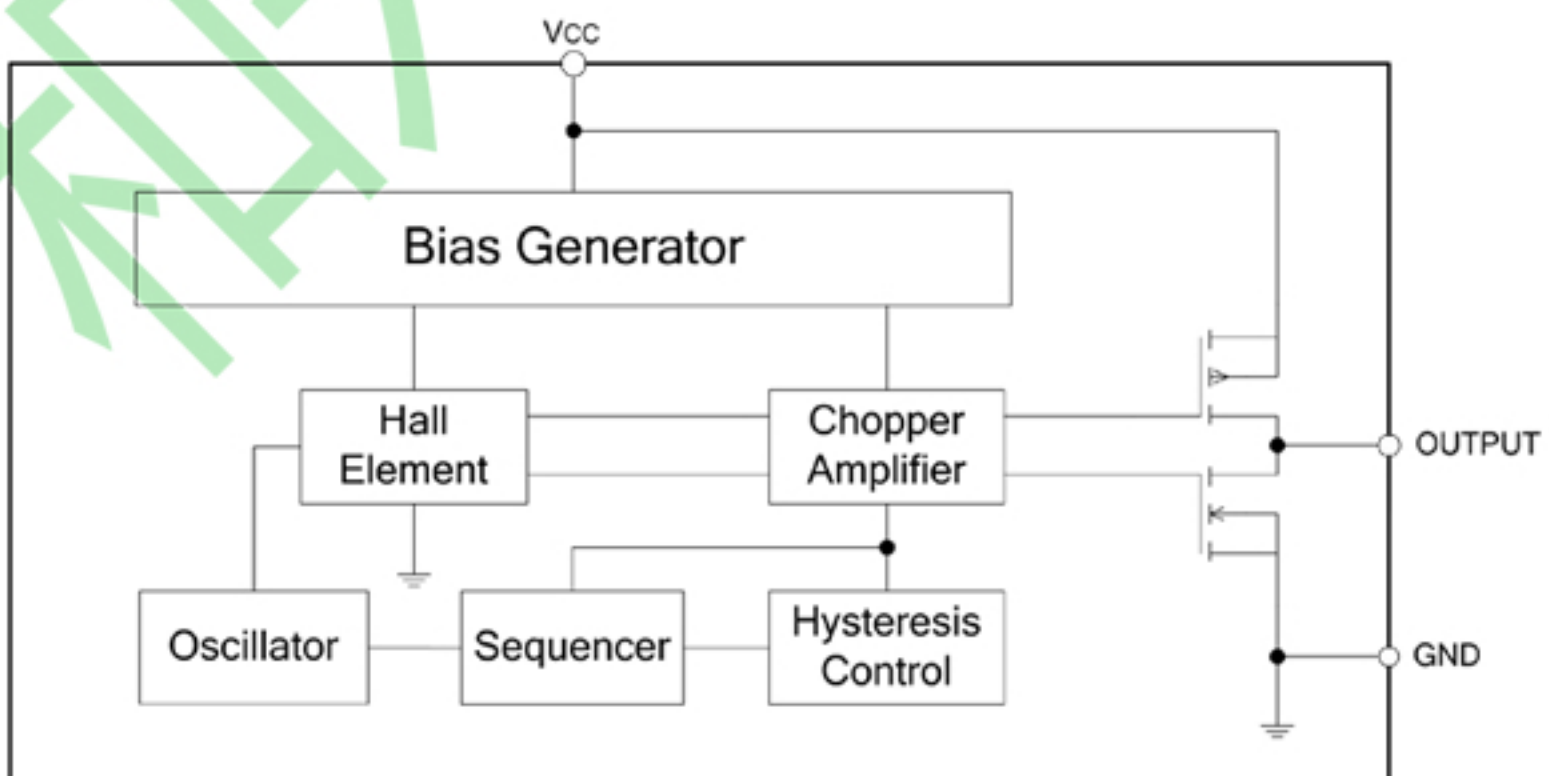 VCC
Bias Generator
Hall
Element
Chopper
Amplifier
OUTPUT
Oscillator
Sequencer
Hysteresis
Control
GND